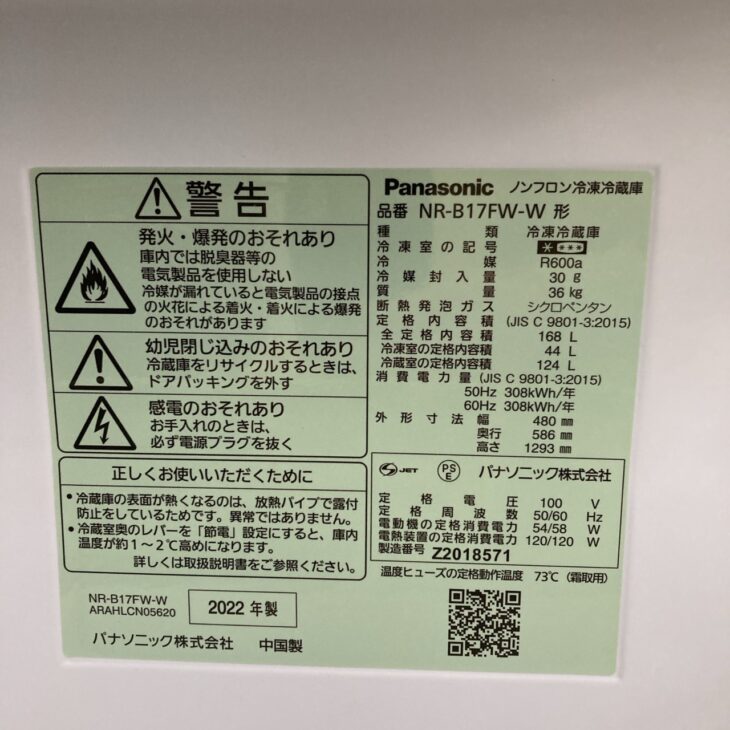 警告
発火・爆発のおそれあり
庫内では脱臭器等の
電気製品を使用しない
冷媒が漏れていると電気製品の接点
の火花による着火・着火による爆発
のおそれがあります
幼児閉じ込みのおそれあり
冷蔵庫をリサイクルするときは、
ドアパッキングを外す
感電のおそれあり
お手入れのときは、
必ず電源プラグを抜く
正しくお使いいただくために
・冷蔵庫の表面が熱くなるのは、放熱パイプで露付
防止をしているためです。異常ではありません。
・冷蔵室奥のレバーを「節電」設定にすると、庫内
温度が約1~2℃高めになります。
詳しくは取扱説明書をご参照ください。
NR-B17FW-W
ARAHLCN05620
2022 年製
パナソニック株式会社 中国製
Panasonic ノンフロン冷凍冷蔵庫
品番 NR-B17FW-W 形
種類 冷凍冷蔵庫
冷凍室の記号 * ***
冷媒 R600a
冷媒封入量 30 g
質量 36 kg
断熱発泡ガス シクロペンタン
定格内容積 (JIS C 9801-3:2015)
全定格内容積 168 L
冷凍室の定格内容積 44 L
冷蔵室の定格内容積 124 L
消費電力量 (JIS C 9801-3:2015)
50Hz 308kWh/年
60Hz 308kWh/年
外形寸法 幅 480 mm
奥行 586 mm
高さ 1293 mm
S JET PSE パナソニック株式会社
定格電圧 100 V
定格周波数 50/60 Hz
電動機の定格消費電力 54/58 W
電熱装置の定格消費電力 120/120 W
製造番号 Z2018571
温度ヒューズの定格動作温度 73℃ (霜取用)